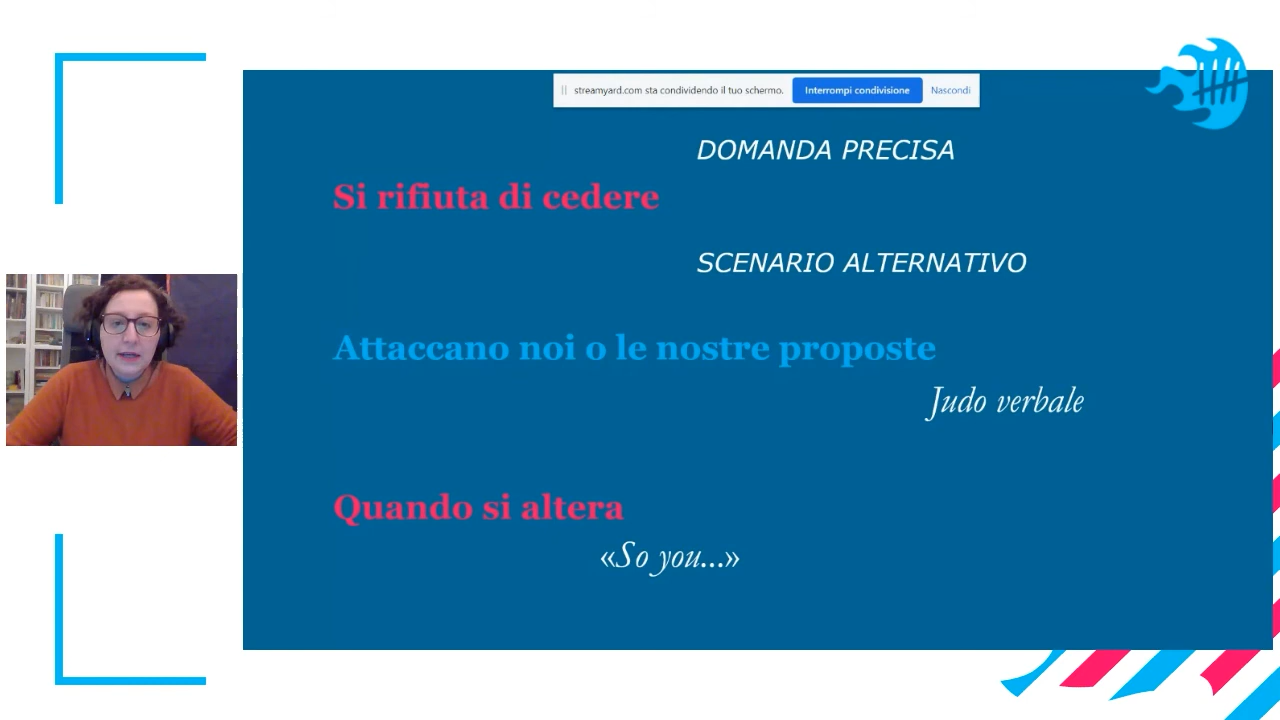 streamyard.com sta condividendo il tuo schermo. Interrompi condivisione Nascondi
DOMANDA PRECISA
Si rifiuta di cedere
SCENARIO ALTERNATIVO
Attaccano noi o le nostre proposte
Judo verbale
Quando si altera
«So you...»